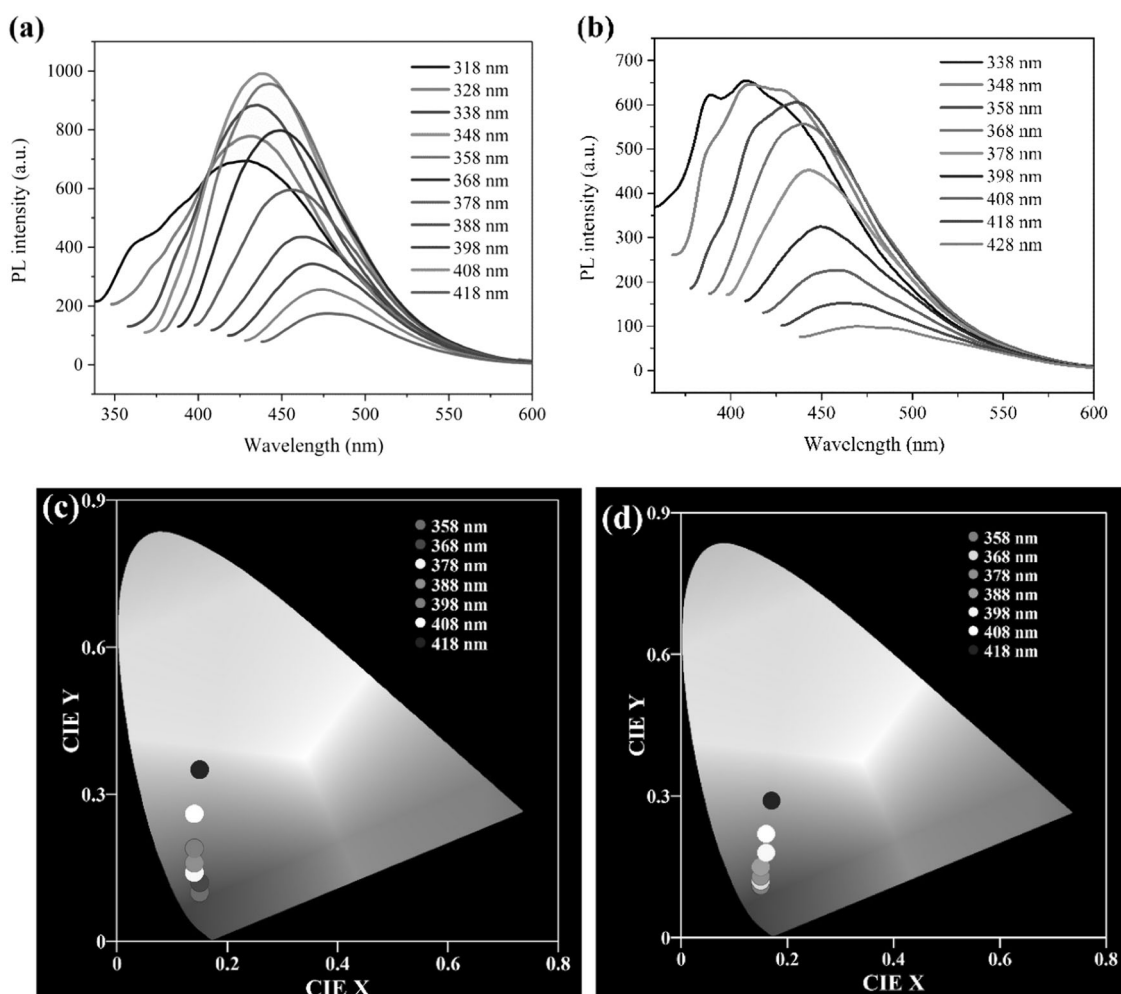 (a)
1000
800
600
400
200
0
PL intensity (a.u.)
318 nm
328 nm
338 nm
348 nm
358 nm
368 nm
378 nm
388 nm
398 nm
408 nm
418 nm
350 400 450 500 550 600
Wavelength (nm)
(b)
700
600
500
400
300
200
100
0
PL intensity (a.u.)
338 nm
348 nm
358 nm
368 nm
378 nm
398 nm
408 nm
418 nm
428 nm
400 450 500 550 600
Wavelength (nm)
(c)
0.9
0.6
0.3
0
CIE Y
358 nm
368 nm
378 nm
388 nm
398 nm
408 nm
418 nm
0 0.2 0.4 0.6 0.8
CIE X
(d)
0.9
0.6
0.3
0
CIE Y
358 nm
368 nm
378 nm
388 nm
398 nm
408 nm
418 nm
0 0.2 0.4 0.6 0.8
CIE X